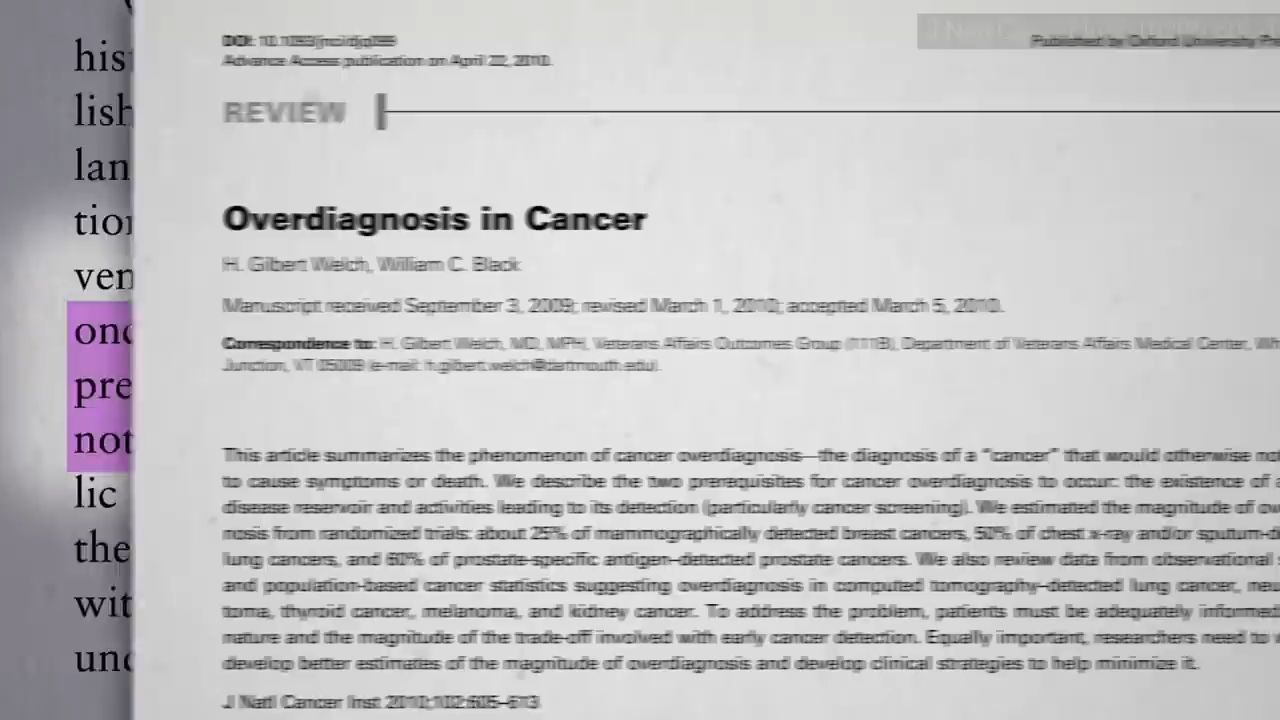 his
lish
lan
tion
ven
pre
not
lic
the
wit
DOI: 10.1093/jnci/djq099
Advance Access publication on April 22, 2010.
Published by Oxford University
REVIEW
Overdiagnosis in Cancer
H. Gilbert Welch, William C. Black
Manuscript received September 3, 2009; revised March 1, 2010; accepted March 5, 2010.
Correspondence to: H. Gilbert Welch, MD, MPH, Veterans Affairs Outcomes Group (111B), Department of Veterans Affairs Medical Center,
Junction, VT 05009 (e-mail: h.gilbert.welch@dartmouth.edu).
This article summarizes the phenomenon of cancer overdiagnosis—the diagnosis of a “cancer” that would otherwise
to cause symptoms or death. We describe the two prerequisites for cancer overdiagnosis to occur: the existence of
disease reservoir and activities leading to its detection (particularly cancer screening). We estimated the magnitude of
nosis from randomized trials: about 25% of mammographically detected breast cancers, 50% of chest x-ray and/or
lung cancers, and 60% of prostate-specific antigen–detected prostate cancers. We also review data from observational
and population-based cancer statistics suggesting overdiagnosis in computed tomography–detected lung cancer,
toma, thyroid cancer, melanoma, and kidney cancer. To address the problem, patients must be adequately informed
nature and the magnitude of the trade-off involved with early cancer detection. Equally important, researchers need to
develop better estimates of the magnitude of overdiagnosis and develop clinical strategies to help minimize it.
J Natl Cancer Inst 2010;102:605–613